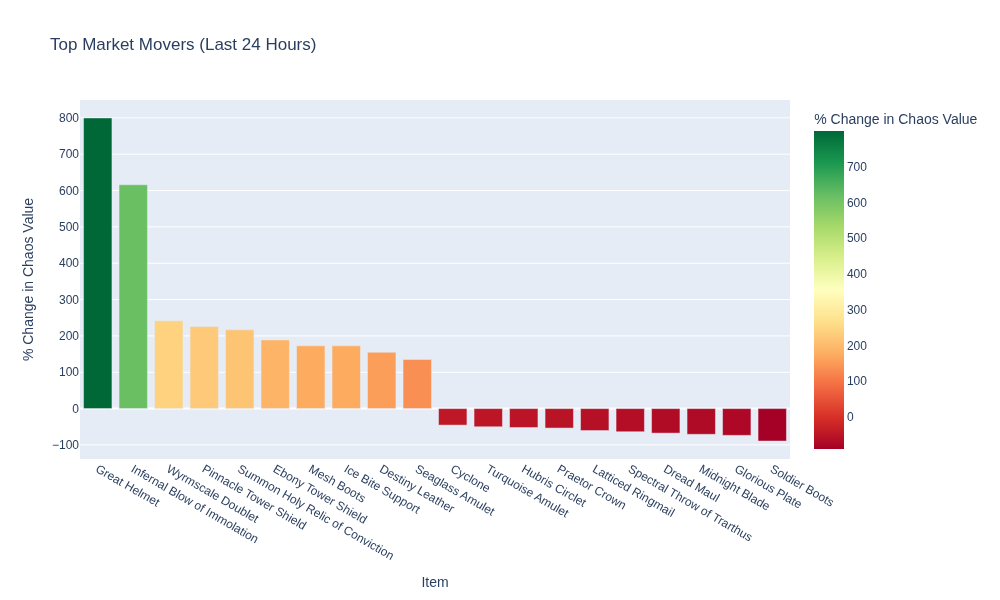 Top Market Movers (Last 24 Hours)
% Change in Chaos Value
800
700
600
500
400
300
200
100
0
−100
% Change in Chaos Value
700
600
500
400
300
200
100
0
Great Helmet
Infernal Blow of Immolation
Wyrmscale Doublet
Pinnacle Tower Shield
Summon Holy Relic of Conviction
Ebony Tower Shield
Mesh Boots
Ice Bite Support
Destiny Leather
Seaglass Amulet
Cyclone
Turquoise Amulet
Hubris Circlet
Praetor Crown
Latticed Ringmail
Spectral Throw of Trarthus
Dread Maul
Midnight Blade
Glorious Plate
Soldier Boots
Item